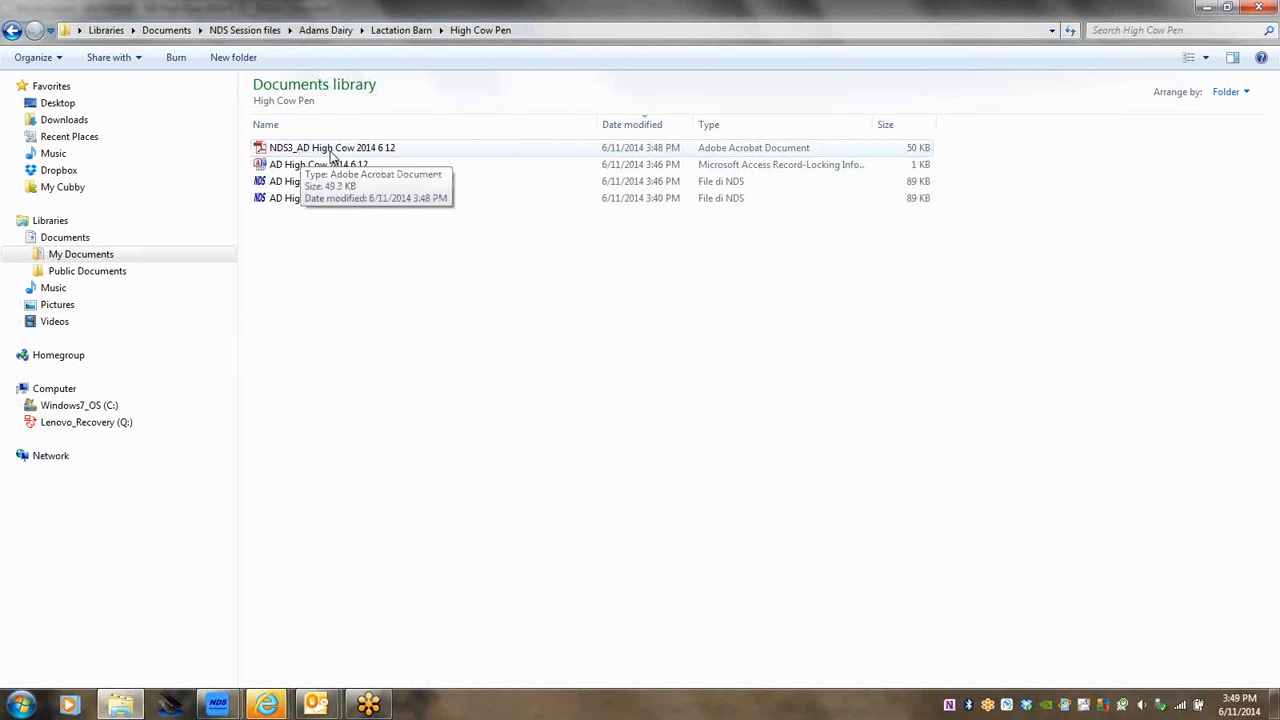 Libraries Documents NDS Session files Adams Dairy Lactation Barn High Cow Pen Search High Cow Pen
Organize Share with Burn New folder
Favorites
Desktop
Downloads
Recent Places
Music
Dropbox
My Cubby
Libraries
Documents
My Documents
Public Documents
Music
Pictures
Videos
Homegroup
Computer
Windows7_OS (C:)
Lenovo_Recovery (Q:)
Network
Documents library
High Cow Pen
Arrange by: Folder
Name Date modified Type Size
NDS3_AD High Cow 2014 6 12 6/11/2014 3:48 PM Adobe Acrobat Document 50 KB
AD High Cow 2014 6 12 6/11/2014 3:46 PM Microsoft Access Record-Locking Info... 1 KB
AD Hig 6/11/2014 3:46 PM File di NDS 89 KB
AD Hig 6/11/2014 3:40 PM File di NDS 89 KB
Type: Adobe Acrobat Document
Size: 49.3 KB
Date modified: 6/11/2014 3:48 PM
NDS
3:49 PM
6/11/2014